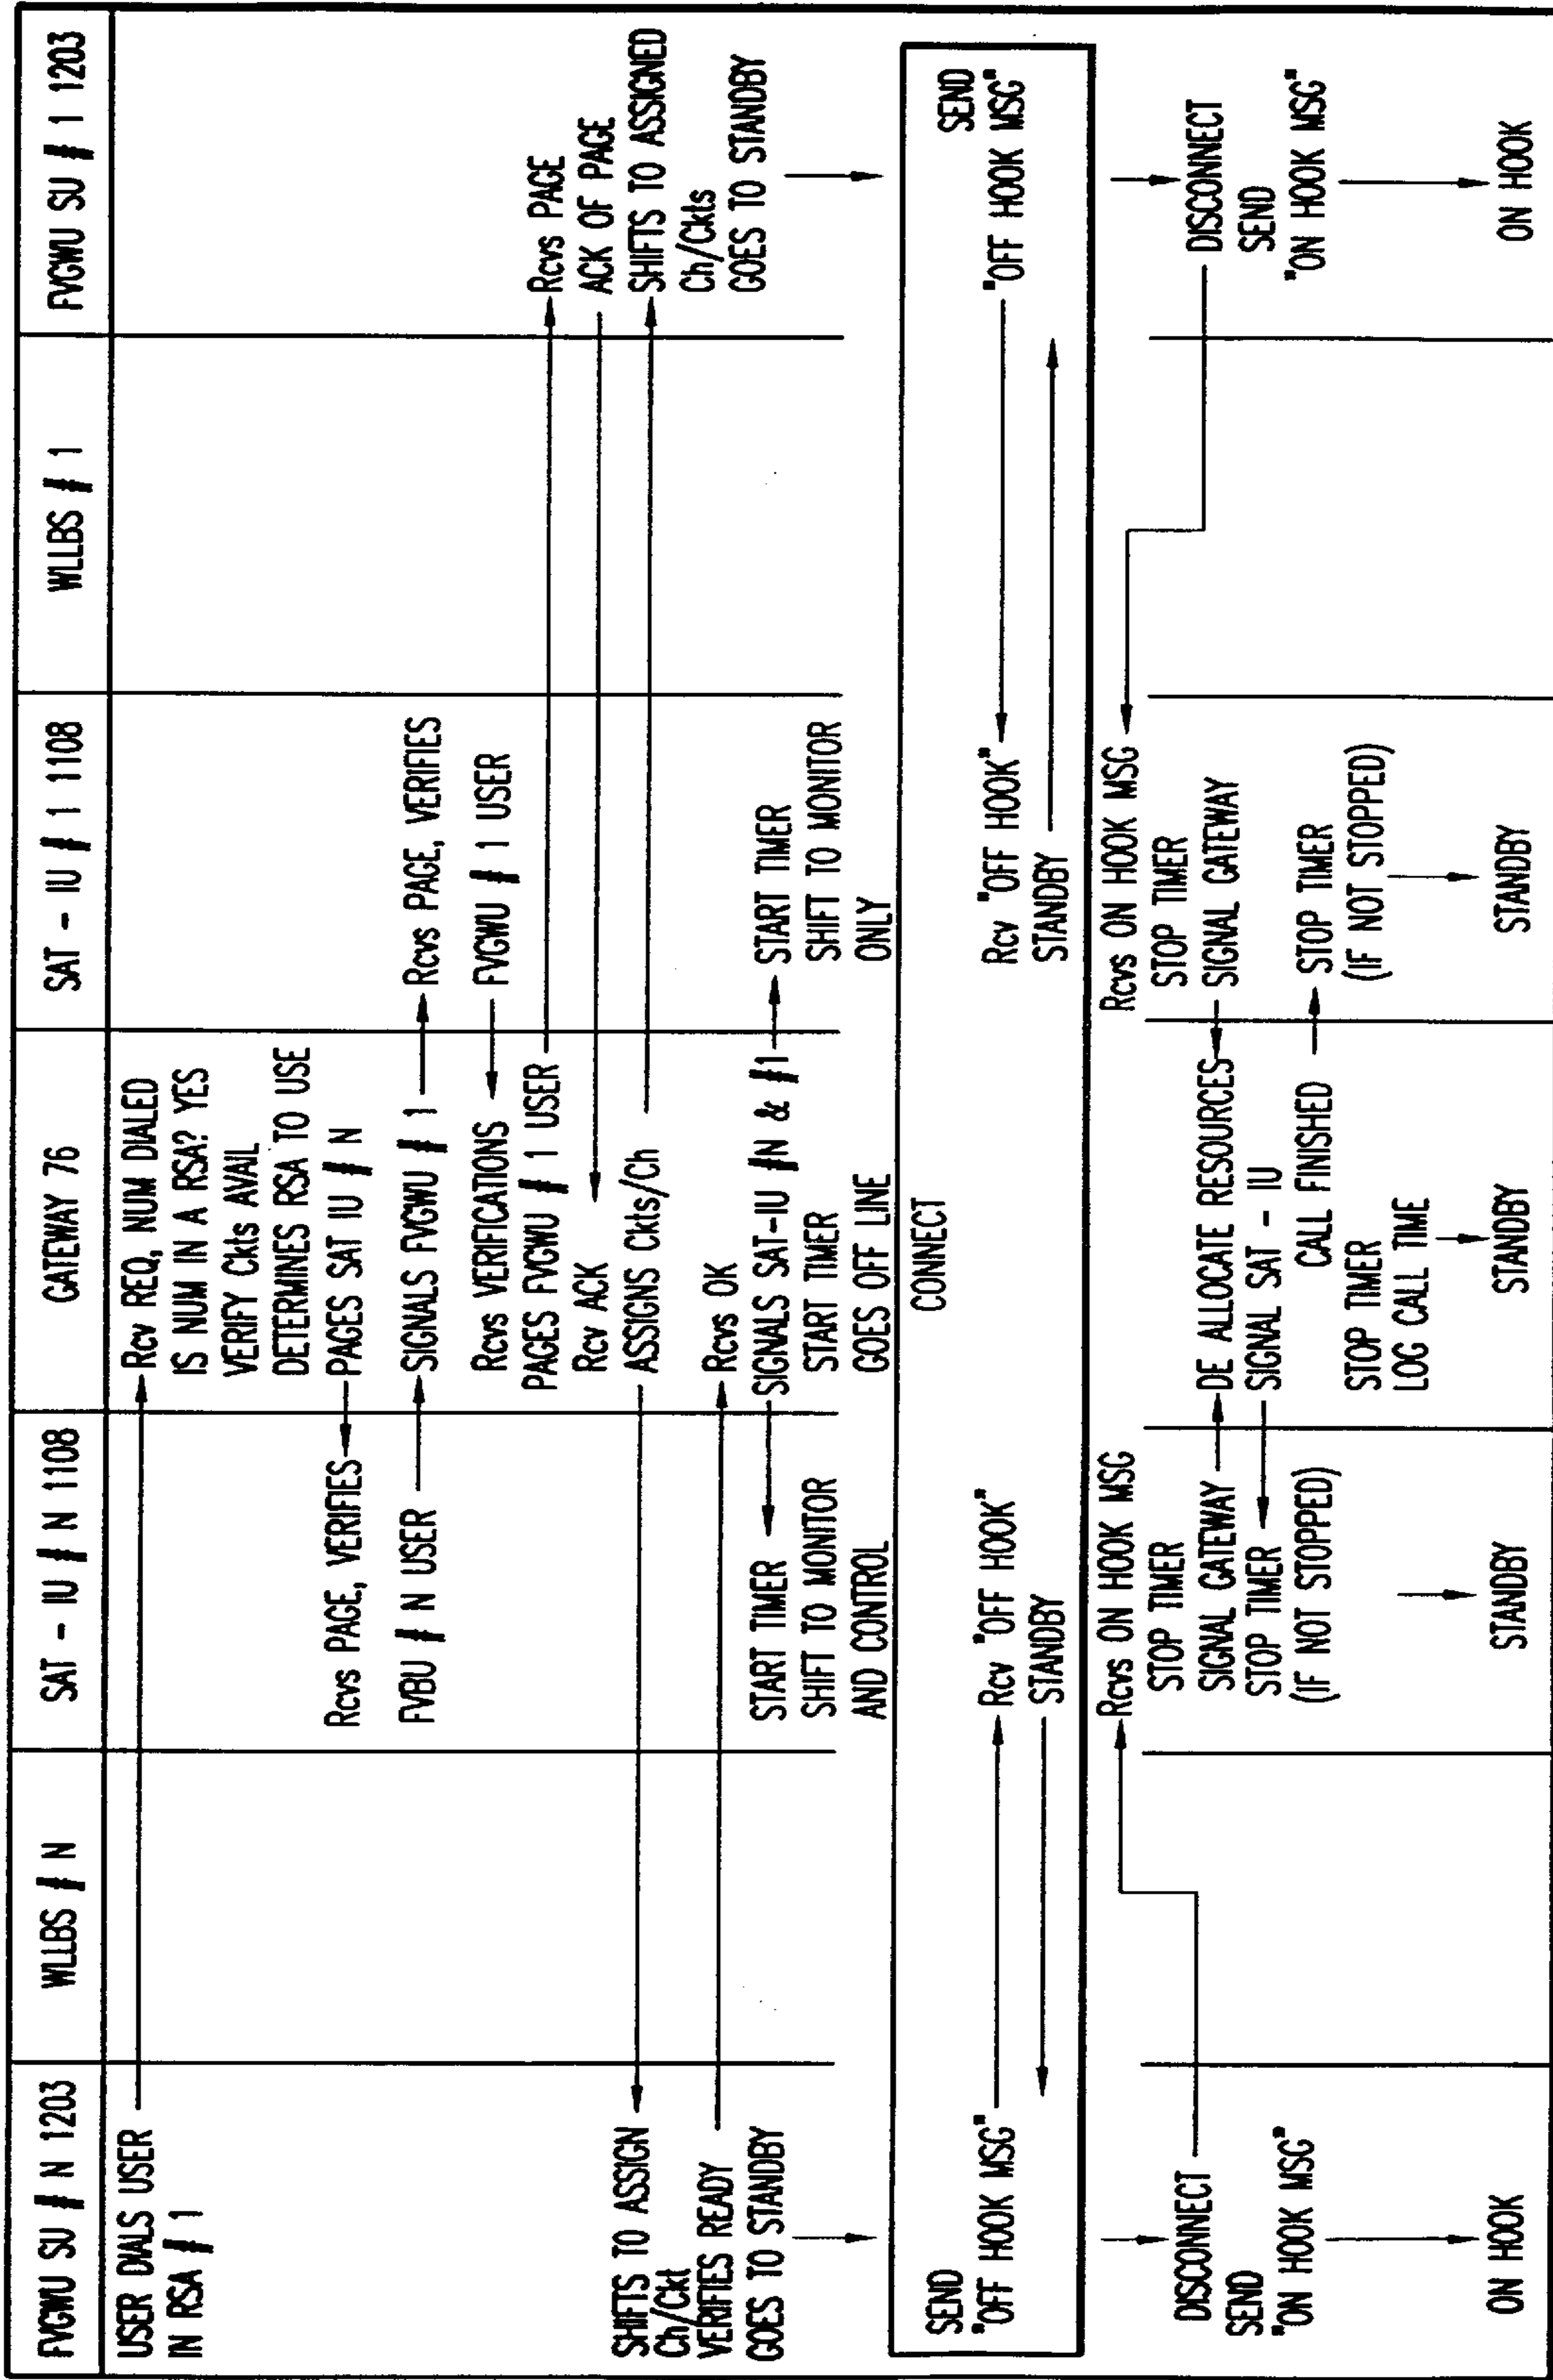 FVGWU SU # N 1203
WLLBS # N
SAT - IU # N 1108
GATEWAY 76
SAT - IU # 1 1108
WLLBS # 1
FVGWU SU # 1 1203
USER DIALS USER
IN RSA # 1
Rcv REQ, NUM DIALED
IS NUM IN A RSA? YES
VERIFY Ckts AVAIL
DETERMINES RSA TO USE
PAGES SAT IU # N
Rcvs PAGE, VERIFIES
FVBU # N USER
SIGNALS FVGWU # 1
Rcvs PAGE, VERIFIES
FVGWU # 1 USER
Rcvs VERIFICATIONS
PAGES FVGWU # 1 USER
Rcvs PAGE
ACK OF PAGE
Rcv ACK
ASSIGNS Ckts/Ch
SHIFTS TO ASSIGNED
Ch/Ckts
GOES TO STANDBY
SHIFTS TO ASSIGN
Ch/Ckt
VERIFIES READY
GOES TO STANDBY
Rcvs OK
SIGNALS SAT-IU #N & #1
START TIMER
GOES OFF LINE
START TIMER
SHIFT TO MONITOR
AND CONTROL
START TIMER
SHIFT TO MONITOR
ONLY
CONNECT
SEND
"OFF HOOK MSG"
Rcv "OFF HOOK"
STANDBY
Rcv "OFF HOOK"
STANDBY
SEND
"OFF HOOK MSG"
DISCONNECT
SEND
"ON HOOK MSG"
ON HOOK
Rcvs ON HOOK MSG
STOP TIMER
SIGNAL GATEWAY
STOP TIMER
(IF NOT STOPPED)
STANDBY
DE ALLOCATE RESOURCES
SIGNAL SAT - IU
CALL FINISHED
STOP TIMER
LOG CALL TIME
STANDBY
Rcvs ON HOOK MSG
STOP TIMER
SIGNAL GATEWAY
STOP TIMER
(IF NOT STOPPED)
STANDBY
DISCONNECT
SEND
"ON HOOK MSG"
ON HOOK